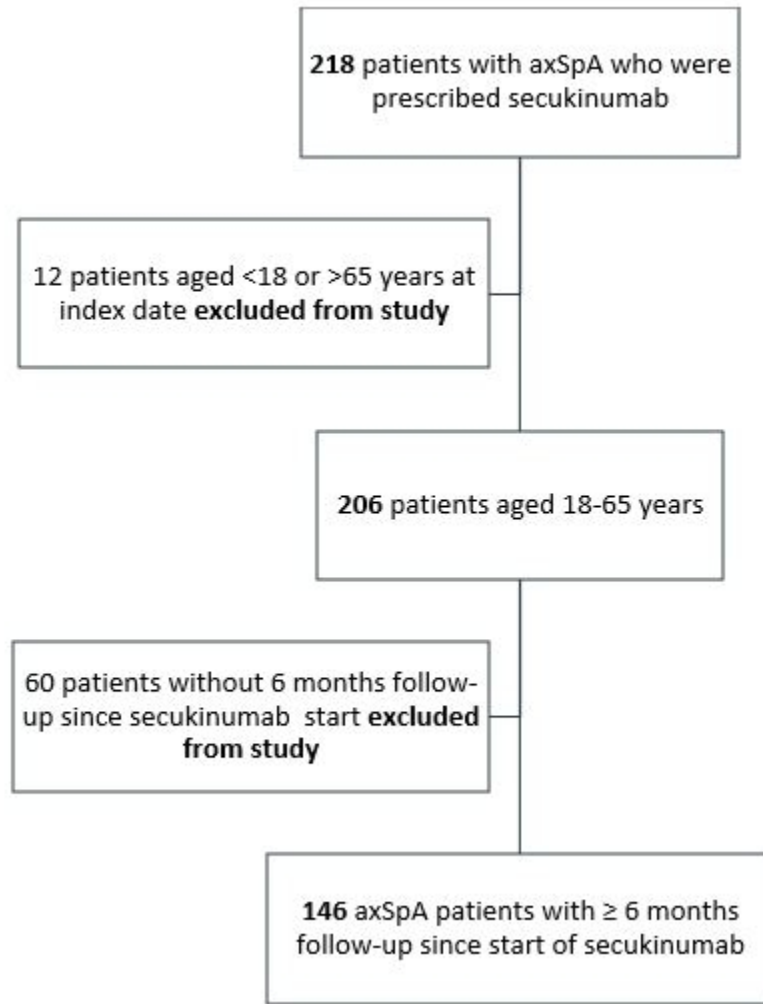 218 patients with axSpA who were
prescribed secukinumab
12 patients aged <18 or >65 years at
index date excluded from study
206 patients aged 18-65 years
60 patients without 6 months follow-
up since secukinumab start excluded
from study
146 axSpA patients with ≥ 6 months
follow-up since start of secukinumab